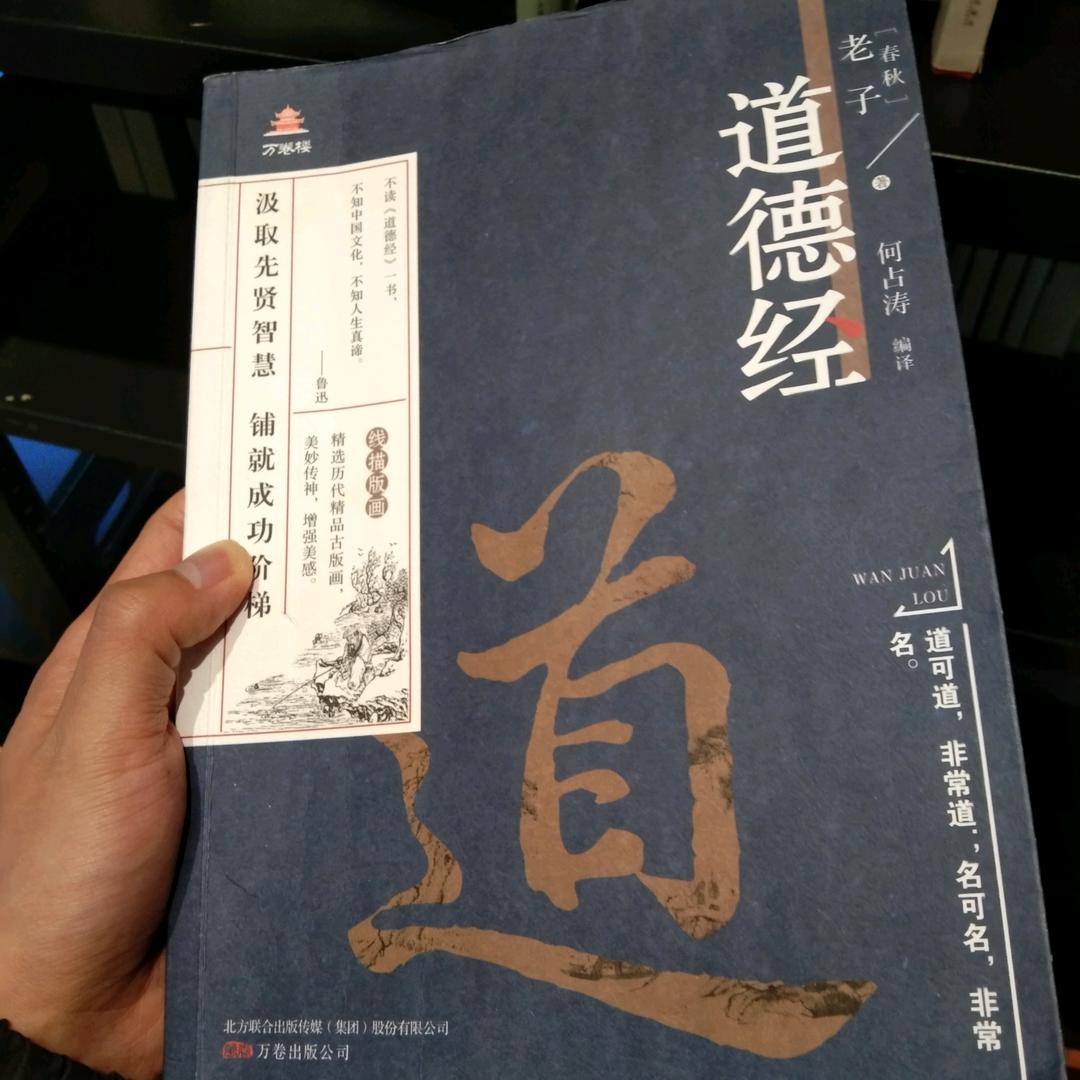 [春秋]
老子／著
何占涛 编译
道德经
万卷楼
不读《道德经》一书，
不知中国文化，不知人生真谛。
——鲁迅
汲取先贤智慧 铺就成功阶梯
线描版画
精选历代精品古版画，
美妙传神，增强美感。
道
WAN JUAN
LOU
道可道，非常道；名可名，非常
名。
北方联合出版传媒（集团）股份有限公司
万卷出版公司